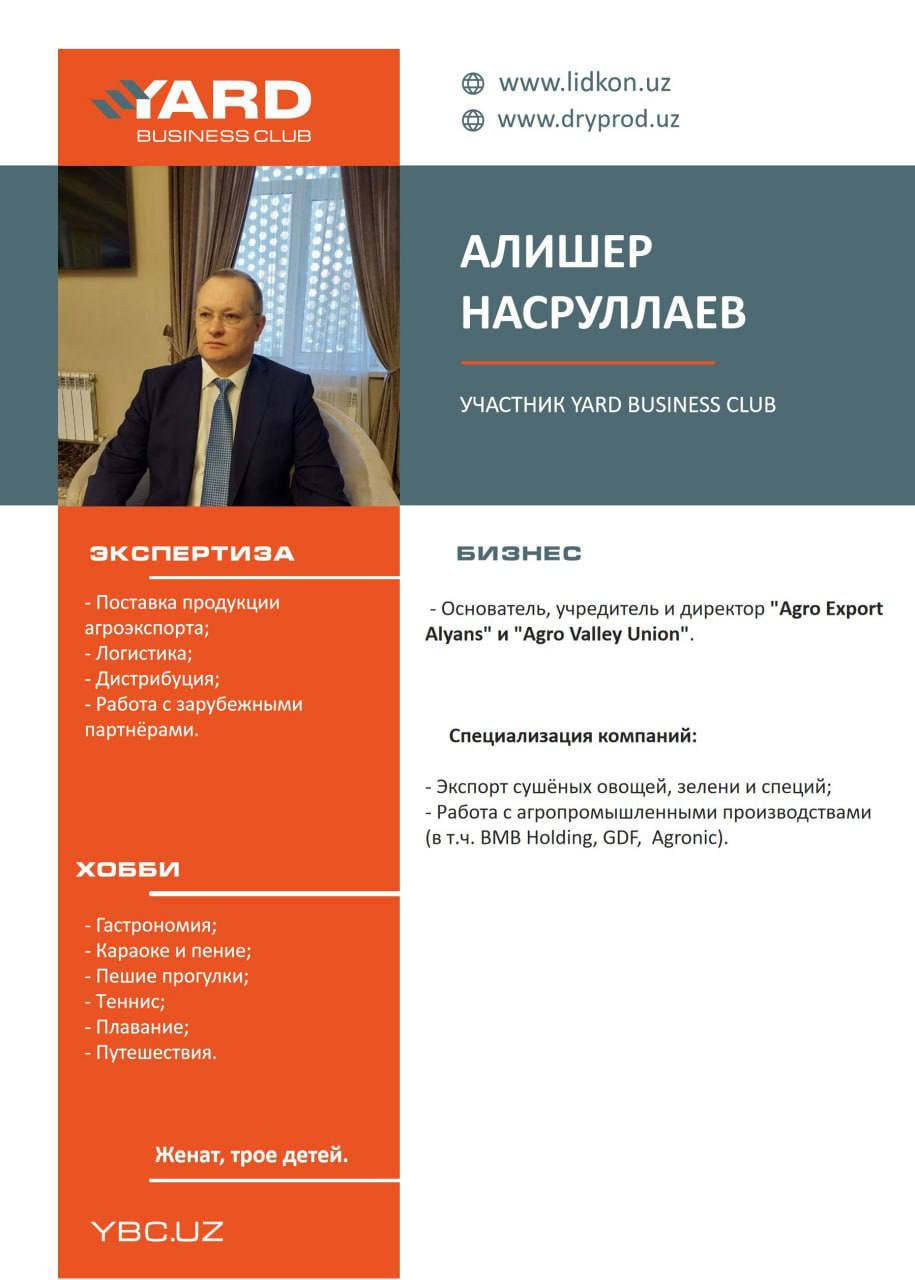 YARD
BUSINESS CLUB
www.lidkon.uz
www.dryprod.uz
АЛИШЕР
НАСРУЛЛАЕВ
УЧАСТНИК YARD BUSINESS CLUB
ЭКСПЕРТИЗА
- Поставка продукции
агроэкспорта;
- Логистика;
- Дистрибуция;
- Работа с зарубежными
партнёрами.
ХОББИ
- Гастрономия;
- Караоке и пение;
- Пешие прогулки;
- Теннис;
- Плавание;
- Путешествия.
Женат, трое детей.
YBC.UZ
БИЗНЕС
- Основатель, учредитель и директор "Agro Export
Alyans" и "Agro Valley Union".
Специализация компаний:
- Экспорт сушёных овощей, зелени и специй;
- Работа с агропромышленными производствами
(в т.ч. BMB Holding, GDF, Agronic).